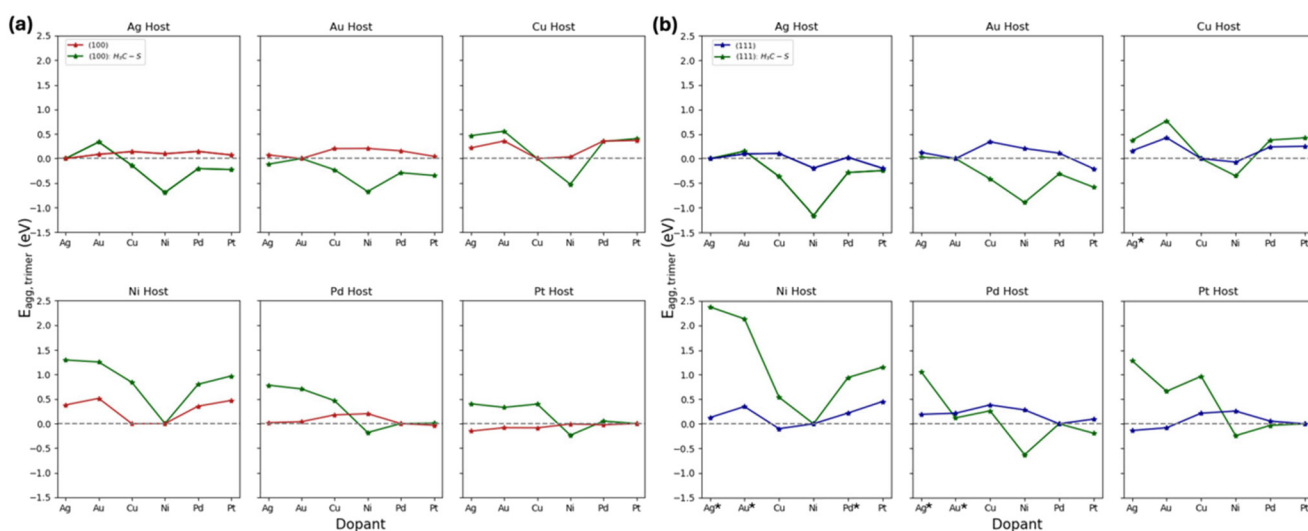 (a)
Ag Host
Au Host
Cu Host
(100)
(100): H₃C − S
2.5
2.0
1.5
1.0
0.5
0.0
−0.5
−1.0
−1.5
Ag Au Cu Ni Pd Pt
Ag Au Cu Ni Pd Pt
Ag Au Cu Ni Pd Pt
Ni Host
Pd Host
Pt Host
2.5
2.0
1.5
1.0
0.5
0.0
−0.5
−1.0
−1.5
Ag Au Cu Ni Pd Pt
Ag Au Cu Ni Pd Pt
Ag Au Cu Ni Pd Pt
E agg, trimer (eV)
Dopant
(b)
Ag Host
Au Host
Cu Host
(111)
(111): H₃C − S
2.5
2.0
1.5
1.0
0.5
0.0
−0.5
−1.0
−1.5
Ag Au Cu Ni Pd Pt
Ag Au Cu Ni Pd Pt
Ag★ Au Cu Ni Pd Pt
Ni Host
Pd Host
Pt Host
2.5
2.0
1.5
1.0
0.5
0.0
−0.5
−1.0
−1.5
Ag★ Au★ Cu Ni Pd★ Pt
Ag★ Au★ Cu Ni Pd Pt
Ag Au Cu Ni Pd Pt
E agg, trimer (eV)
Dopant